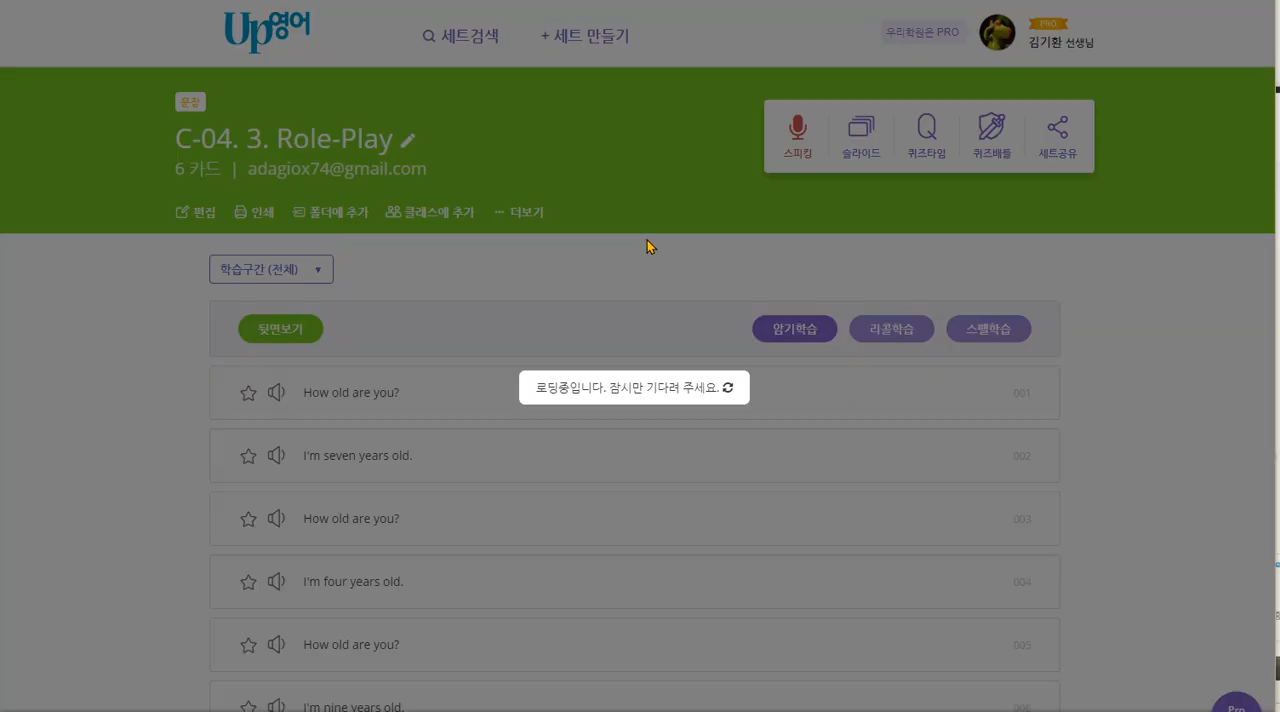 Up영어
세트검색
+ 세트 만들기
우리학원은 PRO
PRO
김기환 선생님
문장
C-04. 3. Role-Play
6 카드 | adagiox74@gmail.com
스피킹
슬라이드
퀴즈타임
퀴즈배틀
세트공유
편집
인쇄
폴더에 추가
클래스에 추가
··· 더보기
학습구간 (전체) ▼
뒷면보기
암기학습
리콜학습
스펠학습
로딩중입니다. 잠시만 기다려 주세요.
How old are you?
001
I'm seven years old.
002
How old are you?
003
I'm four years old.
004
How old are you?
005
I'm nine years old.
006
Pro